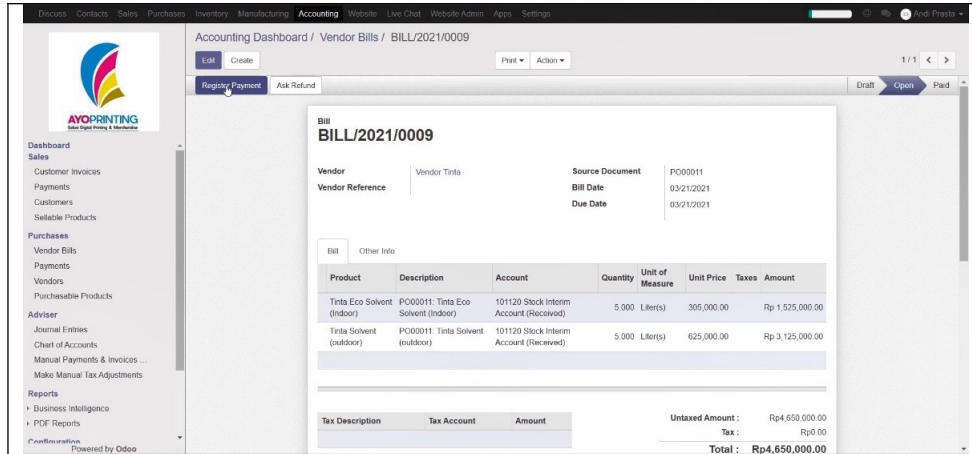 Discuss Contacts Sales Purchases Inventory Manufacturing Accounting Website Live Chat Website Admin Apps Settings Andi Prasta
Accounting Dashboard / Vendor Bills / BILL/2021/0009
Edit Create Print Action 1 / 1
Register Payment Ask Refund Draft Open Paid
AYOPRINTING
Solusi Digital Printing & Merchandise
Dashboard
Sales
Customer Invoices
Payments
Customers
Sellable Products
Purchases
Vendor Bills
Payments
Vendors
Purchasable Products
Adviser
Journal Entries
Chart of Accounts
Manual Payments & Invoices ...
Make Manual Tax Adjustments
Reports
Business Intelligence
PDF Reports
Configuration
Powered by Odoo
Bill
BILL/2021/0009
Vendor Vendor Tinta Source Document PO00011
Vendor Reference Bill Date 03/21/2021
Due Date 03/21/2021
Bill Other Info
Product Description Account Quantity Unit of Measure Unit Price Taxes Amount
Tinta Eco Solvent (Indoor) PO00011: Tinta Eco Solvent (Indoor) 101120 Stock Interim Account (Received) 5.000 Liter(s) 305,000.00 Rp 1,525,000.00
Tinta Solvent (outdoor) PO00011: Tinta Solvent (outdoor) 101120 Stock Interim Account (Received) 5.000 Liter(s) 625,000.00 Rp 3,125,000.00
Tax Description Tax Account Amount
Untaxed Amount : Rp4,650,000.00
Tax : Rp0.00
Total : Rp4,650,000.00